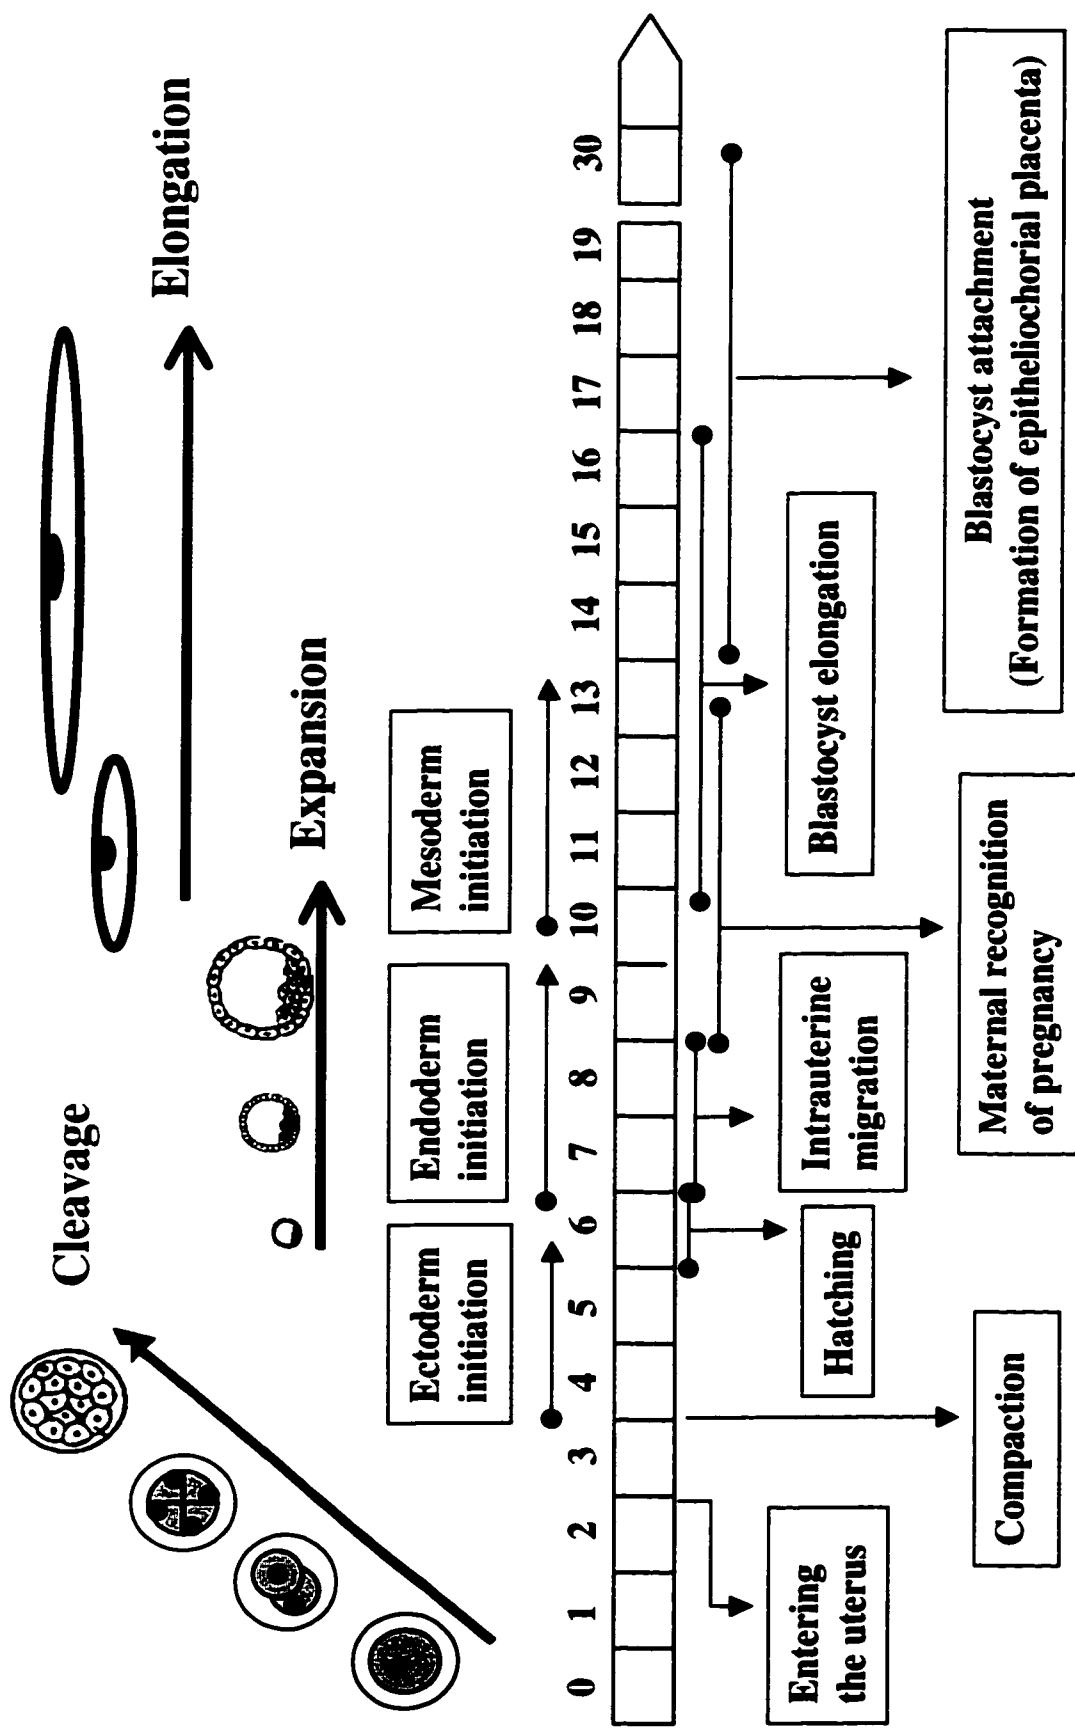 Cleavage
Elongation
Expansion
Ectoderm
initiation
Endoderm
initiation
Mesoderm
initiation
0 1 2 3 4 5 6 7 8 9 10 11 12 13 14 15 16 17 18 19 30
Entering
the uterus
Hatching
Intrauterine
migration
Blastocyst elongation
Compaction
Maternal recognition
of pregnancy
Blastocyst attachment
(Formation of epitheliochorial placenta)